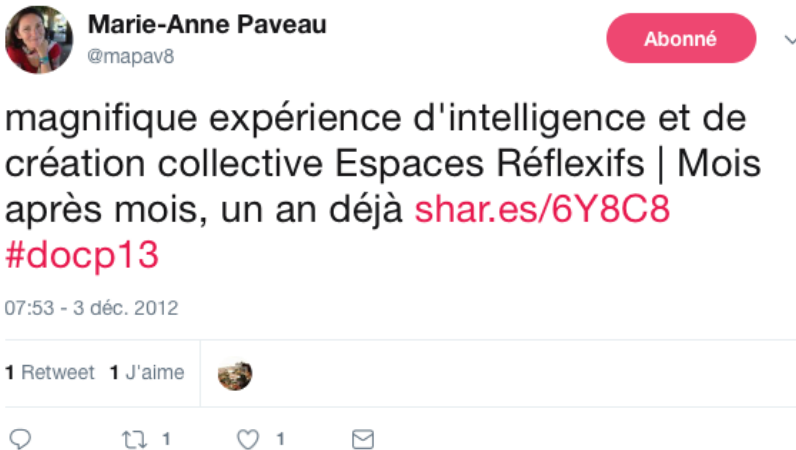 Marie-Anne Paveau
@mapav8
Abonné
magnifique expérience d'intelligence et de
création collective Espaces Réflexifs | Mois
après mois, un an déjà shar.es/6Y8C8
#docp13
07:53 - 3 déc. 2012
1 Retweet 1 J'aime
1 1